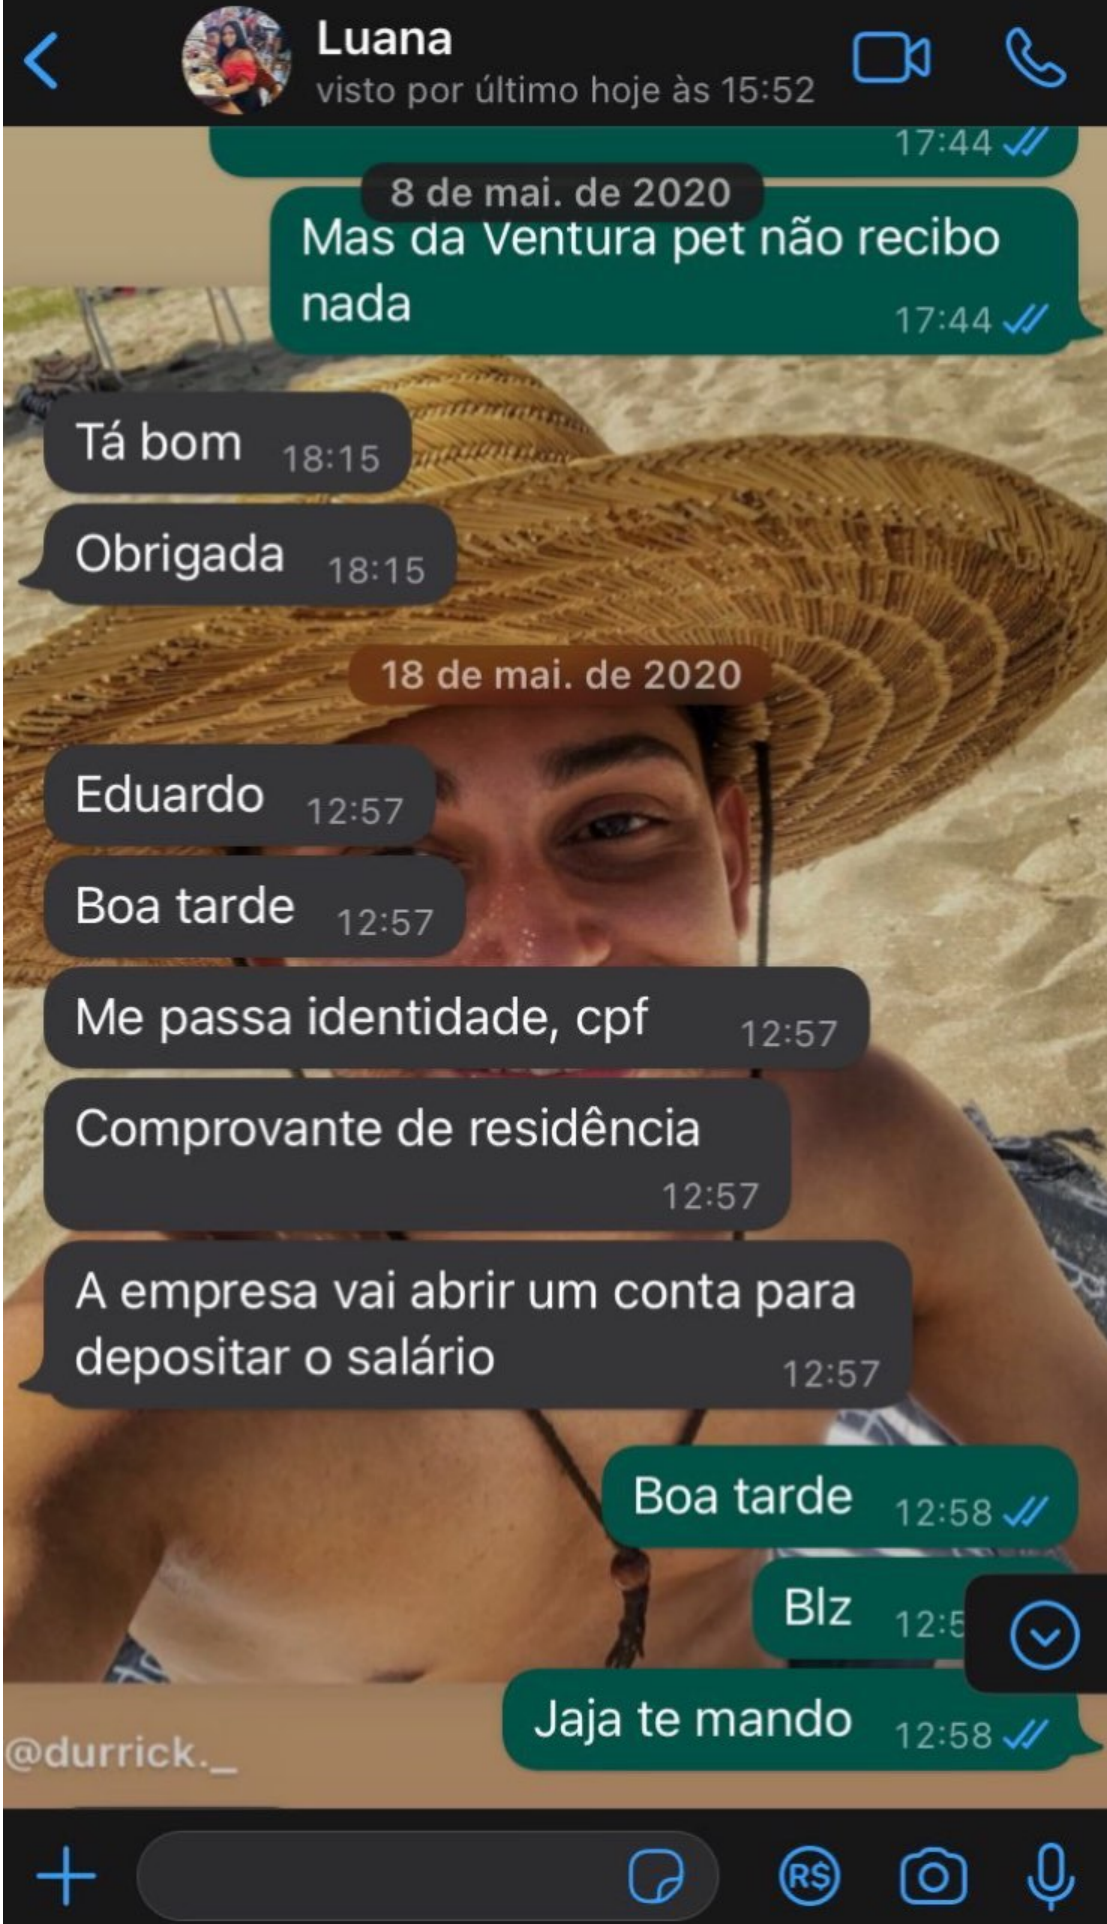 Luana
visto por último hoje às 15:52
17:44
8 de mai. de 2020
Mas da Ventura pet não recibo
nada
17:44
Tá bom 18:15
Obrigada 18:15
18 de mai. de 2020
Eduardo 12:57
Boa tarde 12:57
Me passa identidade, cpf 12:57
Comprovante de residência
12:57
A empresa vai abrir um conta para
depositar o salário 12:57
Boa tarde 12:58
Blz 12:5
Jaja te mando 12:58
@durrick._
R$